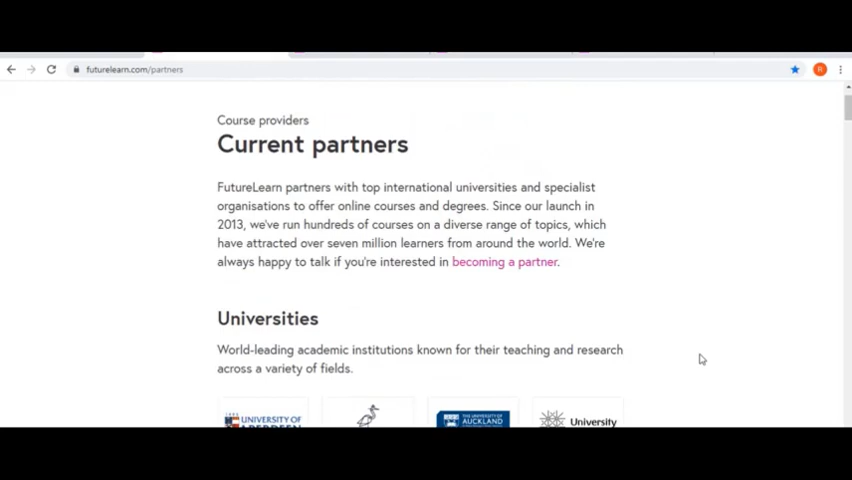 futurelearn.com/partners
R
Course providers
Current partners
FutureLearn partners with top international universities and specialist
organisations to offer online courses and degrees. Since our launch in
2013, we've run hundreds of courses on a diverse range of topics, which
have attracted over seven million learners from around the world. We're
always happy to talk if you're interested in becoming a partner.
Universities
World-leading academic institutions known for their teaching and research
across a variety of fields.
UNIVERSITY OF
ABERDEEN
THE UNIVERSITY OF
AUCKLAND
University